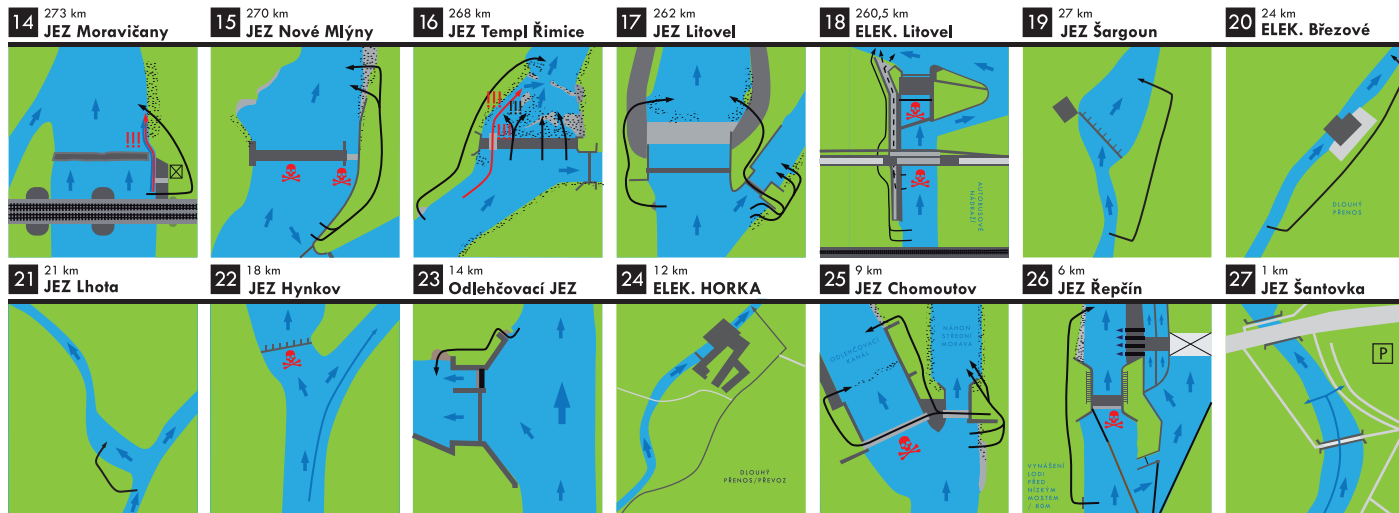 14 273 km
JEZ Moravičany
15 270 km
JEZ Nové Mlýny
16 268 km
JEZ Templ Řimice
17 262 km
JEZ Litovel
18 260,5 km
ELEK. Litovel
19 27 km
JEZ Šargoun
20 24 km
ELEK. Březové
!!!
!!!
!!!
!!!
AUTOBUSOVÉ
NÁDRAŽÍ
DLOUHÝ
PŘENOS
21 21 km
JEZ Lhota
22 18 km
JEZ Hynkov
23 14 km
Odlehčovací JEZ
24 12 km
ELEK. HORKA
25 9 km
JEZ Chomoutov
26 6 km
JEZ Řepčín
27 1 km
JEZ Šantovka
DLOUHÝ
PŘENOS/PŘEVOZ
ODLEHČOVACÍ
KANÁL
NÁHON
STŘEDNÍ
MORAVA
VYNÁŠENÍ
LODI
PŘED
NÍZKÝM
MOSTEM
/ 80M
P